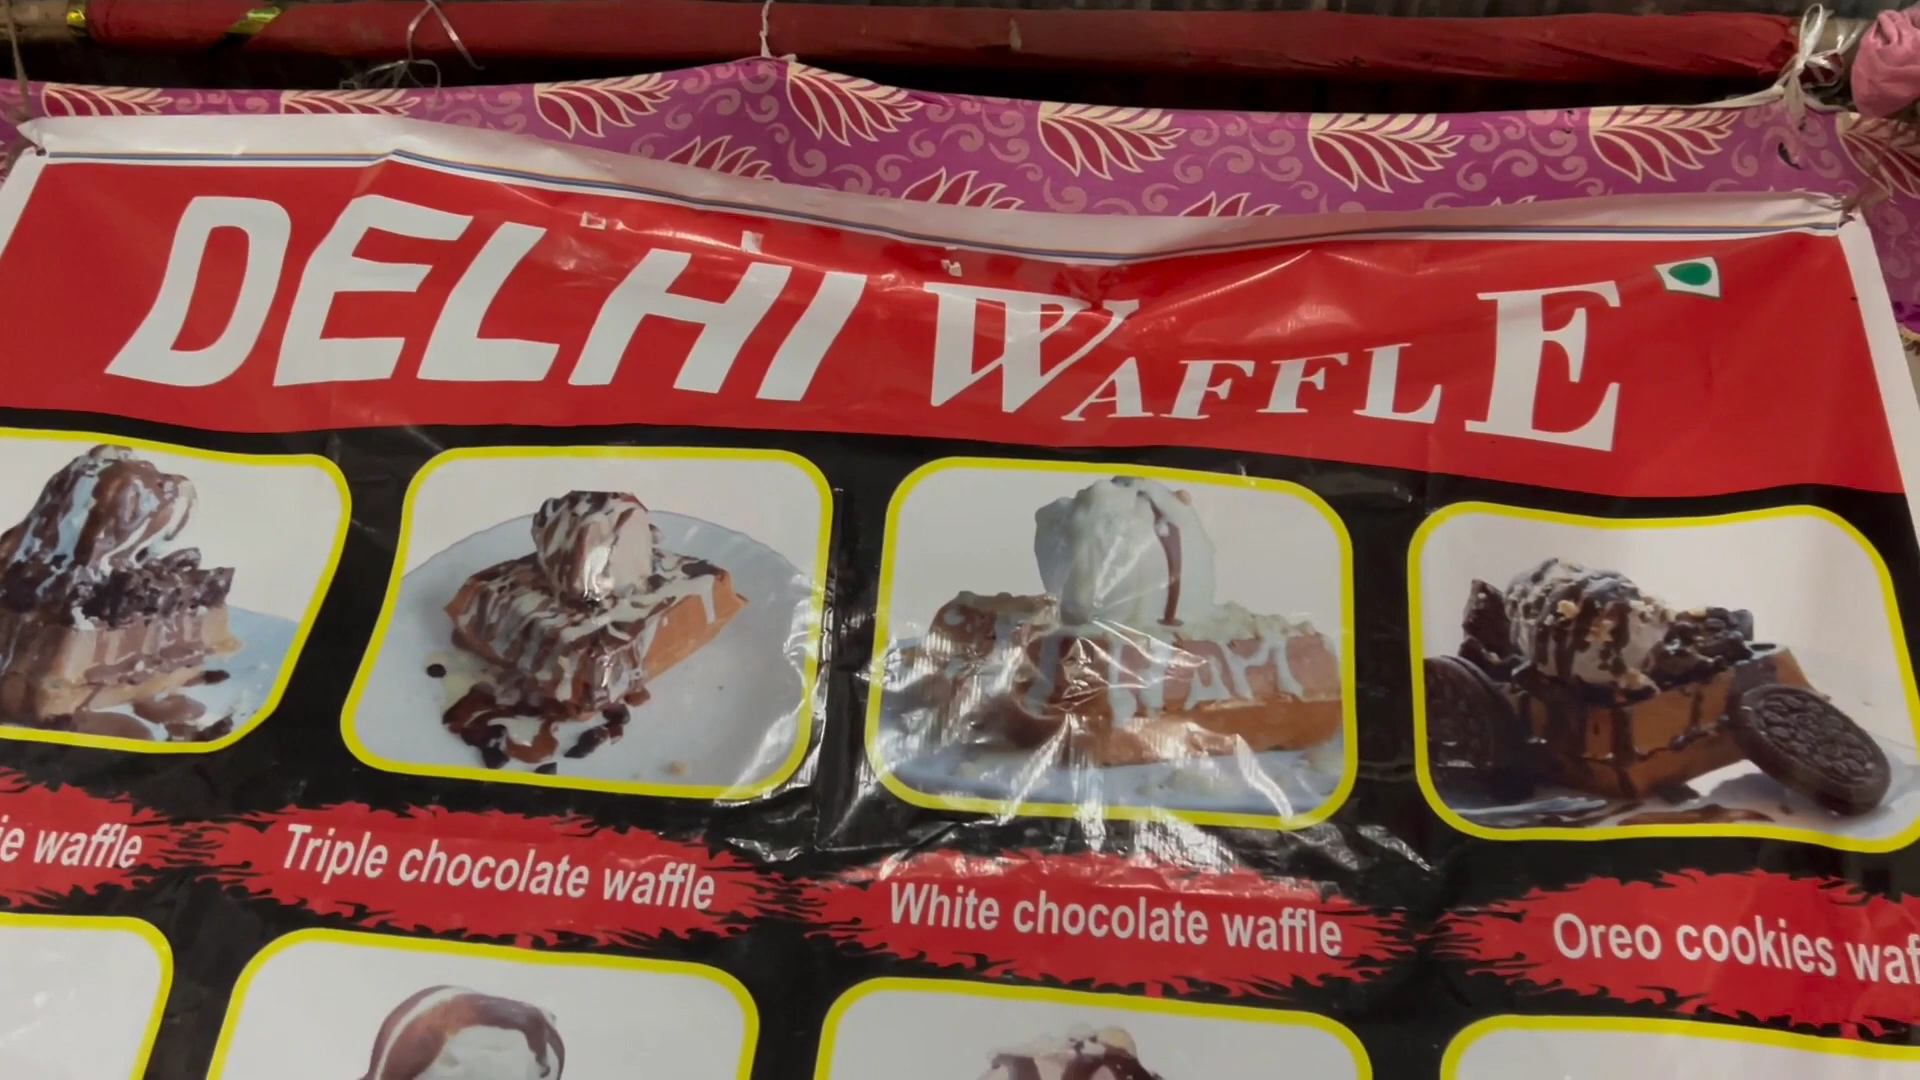 DELHI WAFFLE
ie waffle
Triple chocolate waffle
White chocolate waffle
Oreo cookies waf